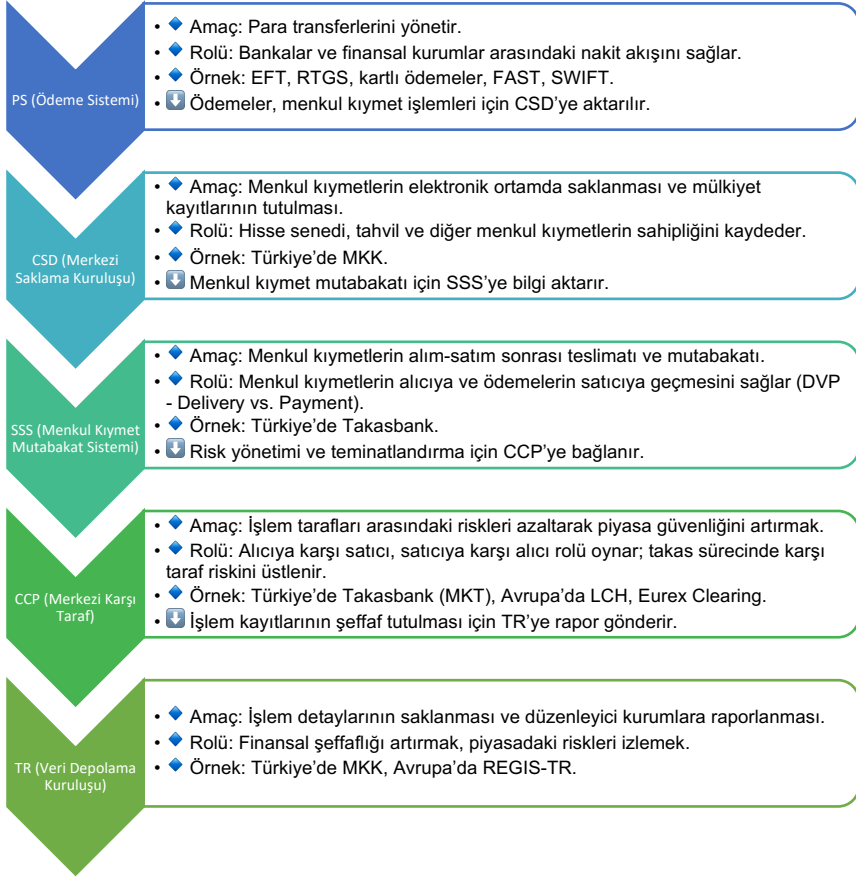 PS (Ödeme Sistemi)
• 🔹 Amaç: Para transferlerini yönetir.
• 🔹 Rolü: Bankalar ve finansal kurumlar arasındaki nakit akışını sağlar.
• 🔹 Örnek: EFT, RTGS, kartlı ödemeler, FAST, SWIFT.
• ⬇️ Ödemeler, menkul kıymet işlemleri için CSD’ye aktarılır.
CSD (Merkezi
Saklama Kuruluşu)
• 🔹 Amaç: Menkul kıymetlerin elektronik ortamda saklanması ve mülkiyet
kayıtlarının tutulması.
• 🔹 Rolü: Hisse senedi, tahvil ve diğer menkul kıymetlerin sahipliğini kaydeder.
• 🔹 Örnek: Türkiye’de MKK.
• ⬇️ Menkul kıymet mutabakatı için SSS’ye bilgi aktarır.
SSS (Menkul Kıymet
Mutabakat Sistemi)
• 🔹 Amaç: Menkul kıymetlerin alım-satım sonrası teslimatı ve mutabakatı.
• 🔹 Rolü: Menkul kıymetlerin alıcıya ve ödemelerin satıcıya geçmesini sağlar (DVP
- Delivery vs. Payment).
• 🔹 Örnek: Türkiye’de Takasbank.
• ⬇️ Risk yönetimi ve teminatlandırma için CCP’ye bağlanır.
CCP (Merkezi Karşı
Taraf)
• 🔹 Amaç: İşlem tarafları arasındaki riskleri azaltarak piyasa güvenliğini artırmak.
• 🔹 Rolü: Alıcıya karşı satıcı, satıcıya karşı alıcı rolü oynar; takas sürecinde karşı
taraf riskini üstlenir.
• 🔹 Örnek: Türkiye’de Takasbank (MKT), Avrupa’da LCH, Eurex Clearing.
• ⬇️ İşlem kayıtlarının şeffaf tutulması için TR’ye rapor gönderir.
TR (Veri Depolama
Kuruluşu)
• 🔹 Amaç: İşlem detaylarının saklanması ve düzenleyici kurumlara raporlanması.
• 🔹 Rolü: Finansal şeffaflığı artırmak, piyasadaki riskleri izlemek.
• 🔹 Örnek: Türkiye’de MKK, Avrupa’da REGIS-TR.